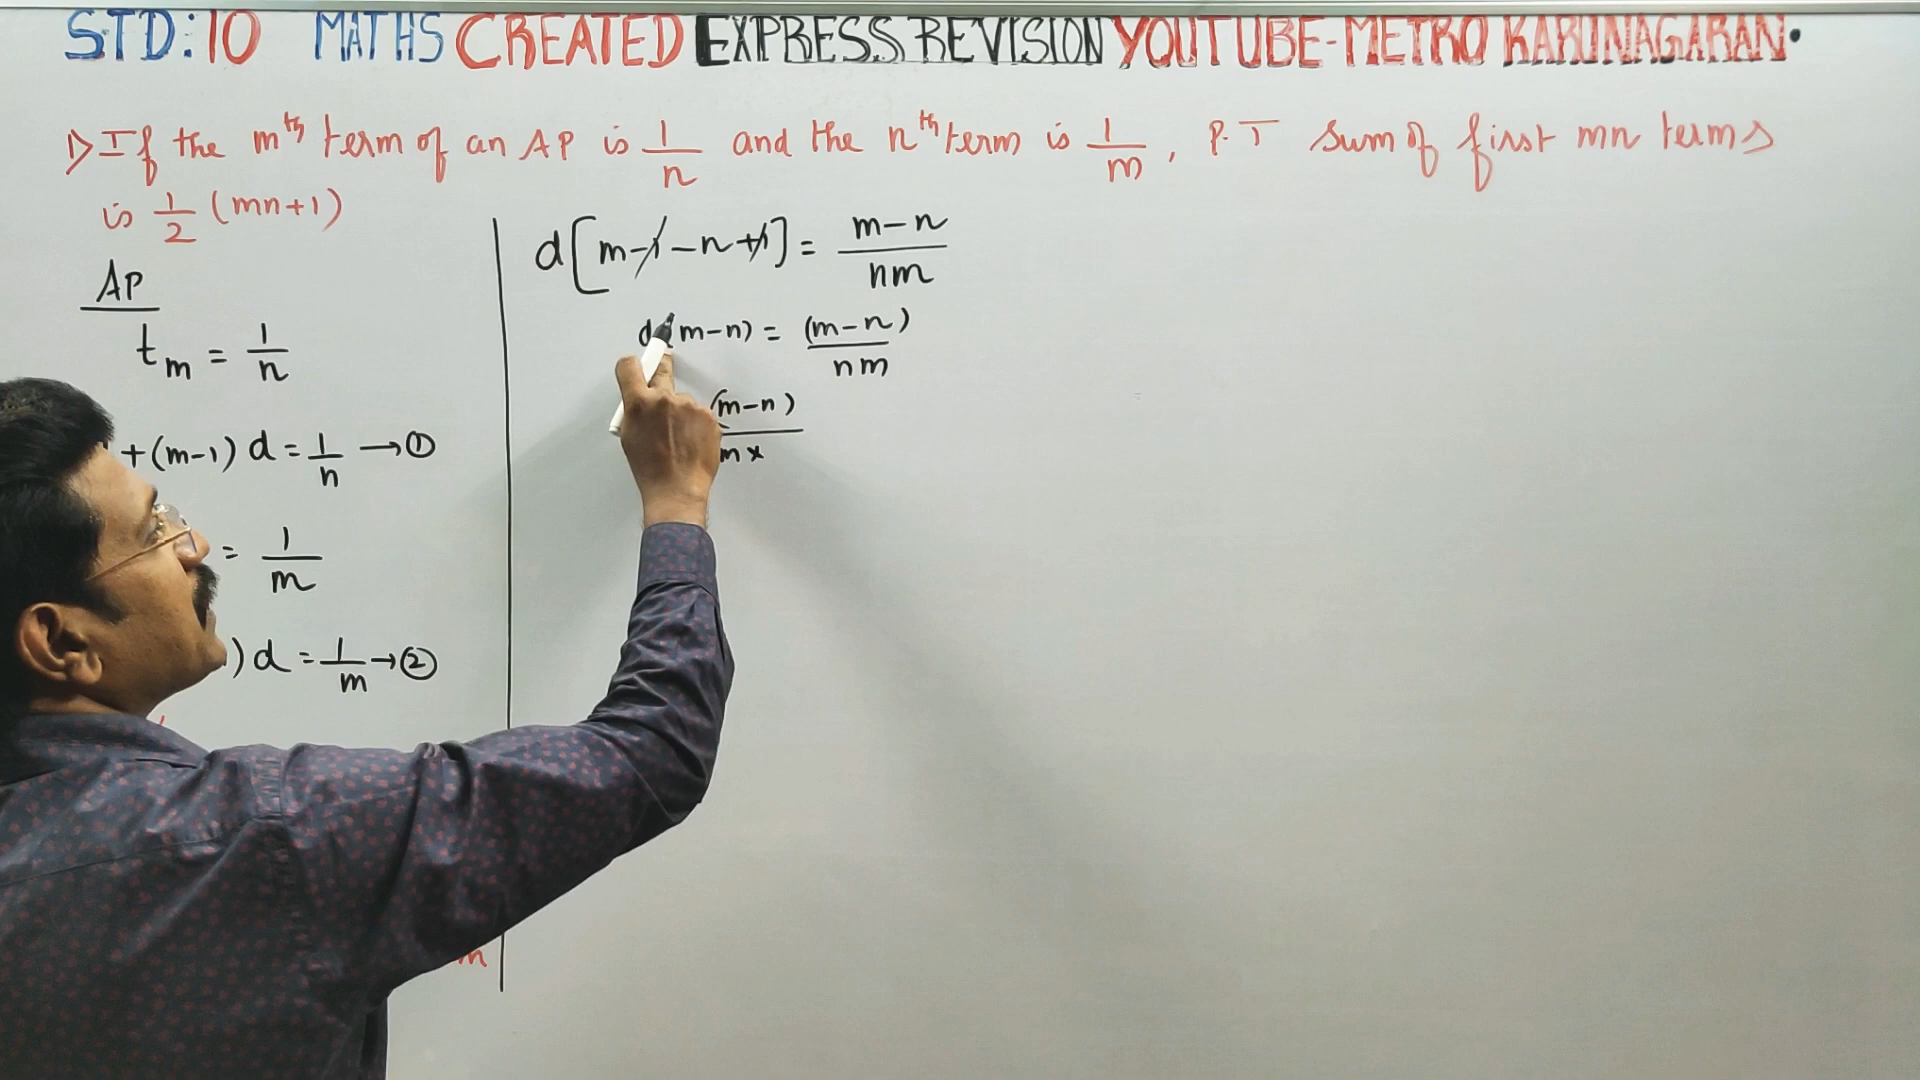 STD:10 MATHS CREATED EXPRESS REVISION YOUTUBE-METRO KARUNAGARAN.
1) If the mᵗʰ term of an AP is 1/n and the nᵗʰ term is 1/m, P.T sum of first mn terms
is 1/2 (mn+1)
AP
tₘ = 1/n
+(m-1) d = 1/n → ①
= 1/m
)d = 1/m → ②
m
d[m-1-n+1] = m-n/nm
d(m-n) = (m-n)/nm
(m-n)/m×